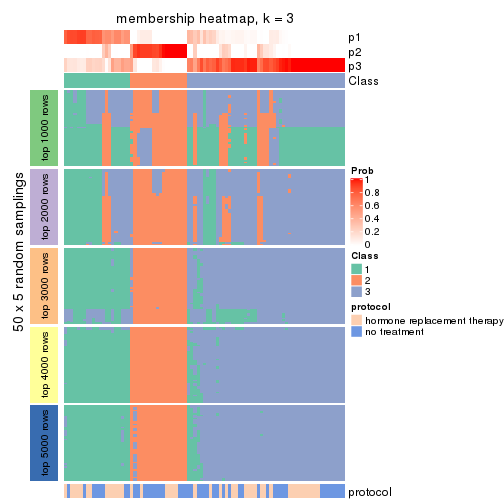 membership heatmap, k = 3
p1
p2
p3
Class
50 x 5 random samplings
top 1000 rows
top 2000 rows
top 3000 rows
top 4000 rows
top 5000 rows
Prob
1
0.8
0.6
0.4
0.2
0
Class
1
2
3
protocol
hormone replacement therapy
no treatment
protocol